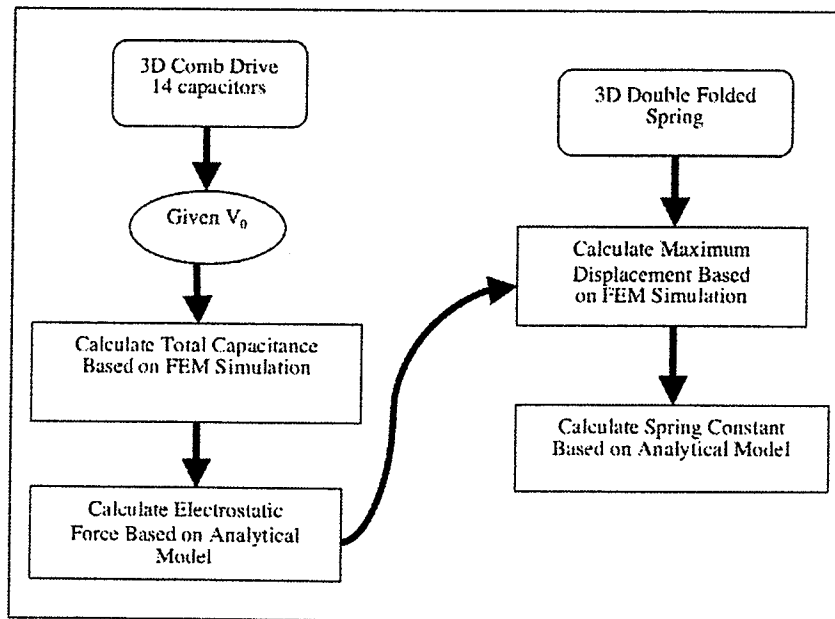 3D Comb Drive
14 capacitors
Given V₀
Calculate Total Capacitance
Based on FEM Simulation
Calculate Electrostatic
Force Based on Analytical
Model
3D Double Folded
Spring
Calculate Maximum
Displacement Based
on FEM Simulation
Calculate Spring Constant
Based on Analytical Model